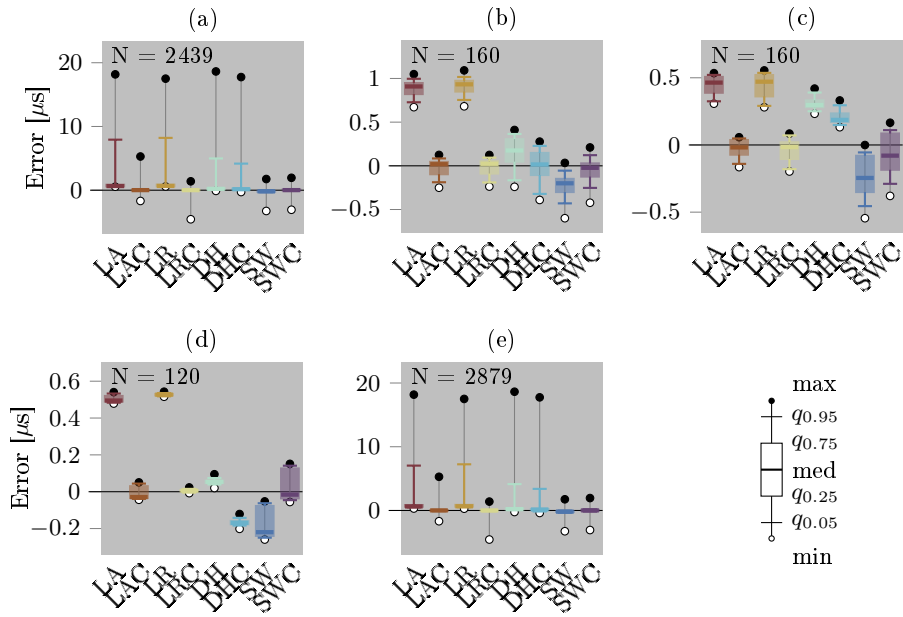 (a)
N = 2439
Error [µs]
20
10
0
LA
LAC
LR
LRC
DH
DHC
SW
SWC
(b)
N = 160
1
0.5
0
−0.5
LA
LAC
LR
LRC
DH
DHC
SW
SWC
(c)
N = 160
0.5
0
−0.5
LA
LAC
LR
LRC
DH
DHC
SW
SWC
(d)
N = 120
Error [µs]
0.6
0.4
0.2
0
−0.2
LA
LAC
LR
LRC
DH
DHC
SW
SWC
(e)
N = 2879
20
10
0
LA
LAC
LR
LRC
DH
DHC
SW
SWC
max
q0.95
q0.75
med
q0.25
q0.05
min